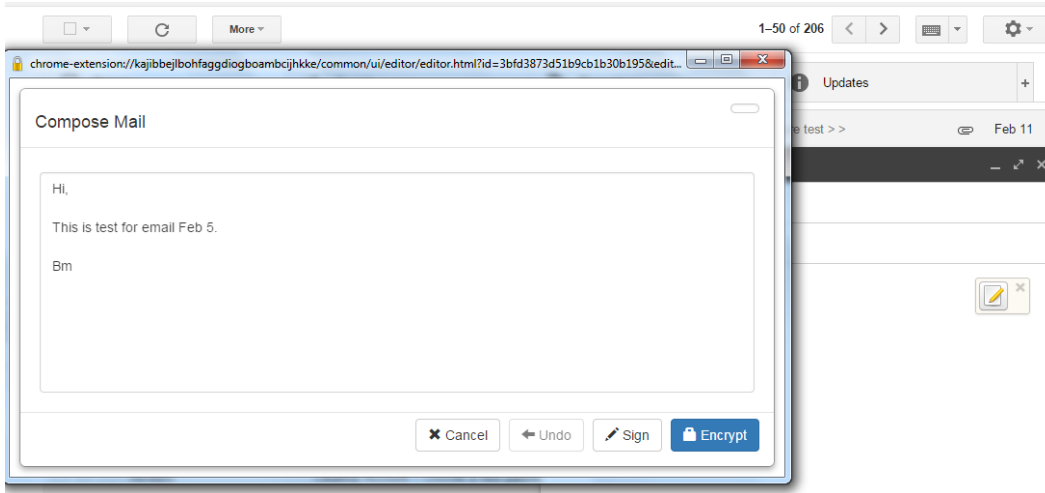 More
1–50 of 206
chrome-extension://kajibbejlbohfaggdiogboambcijhkke/common/ui/editor/editor.html?id=3bfd3873d51b9cb1b30b195&edit...
Updates
+
Compose Mail
test >>
Feb 11
Hi,
This is test for email Feb 5.
Bm
Cancel
Undo
Sign
Encrypt